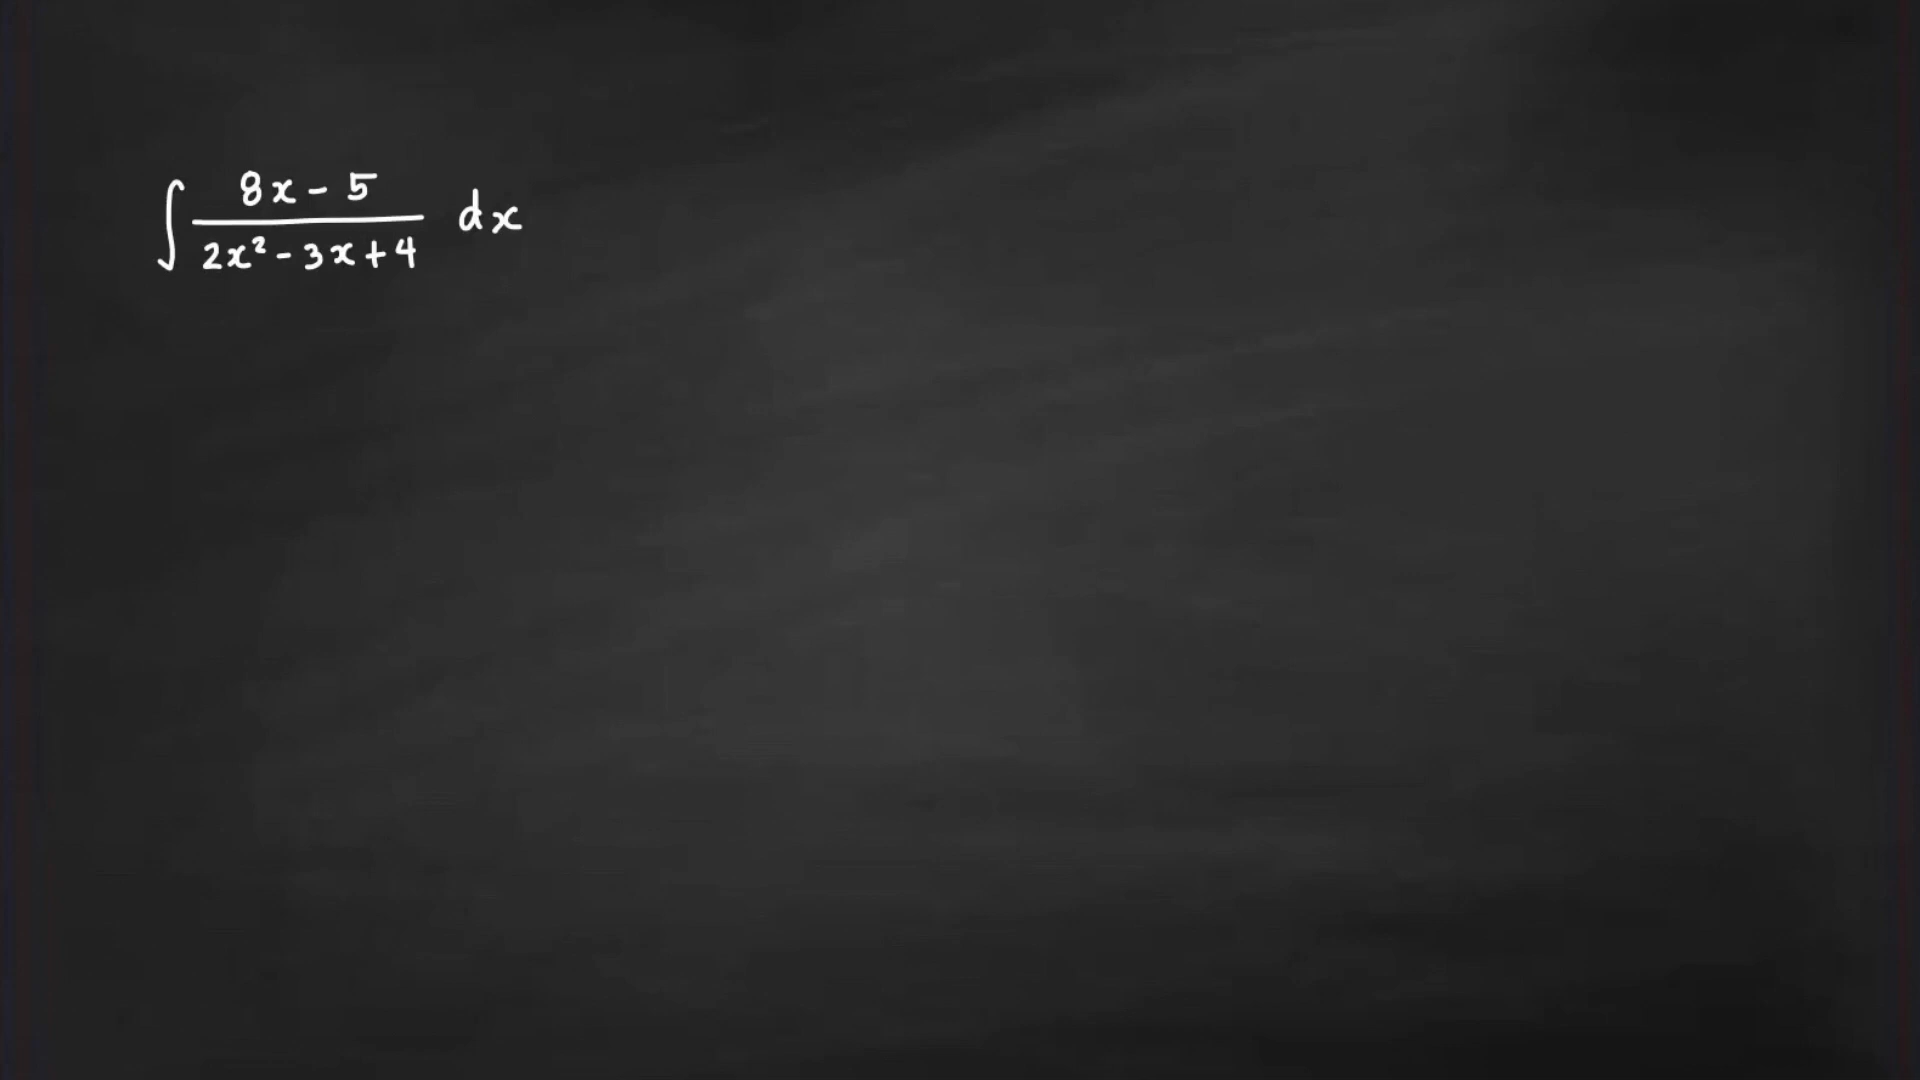 ∫ (8x - 5)/(2x² - 3x + 4) dx